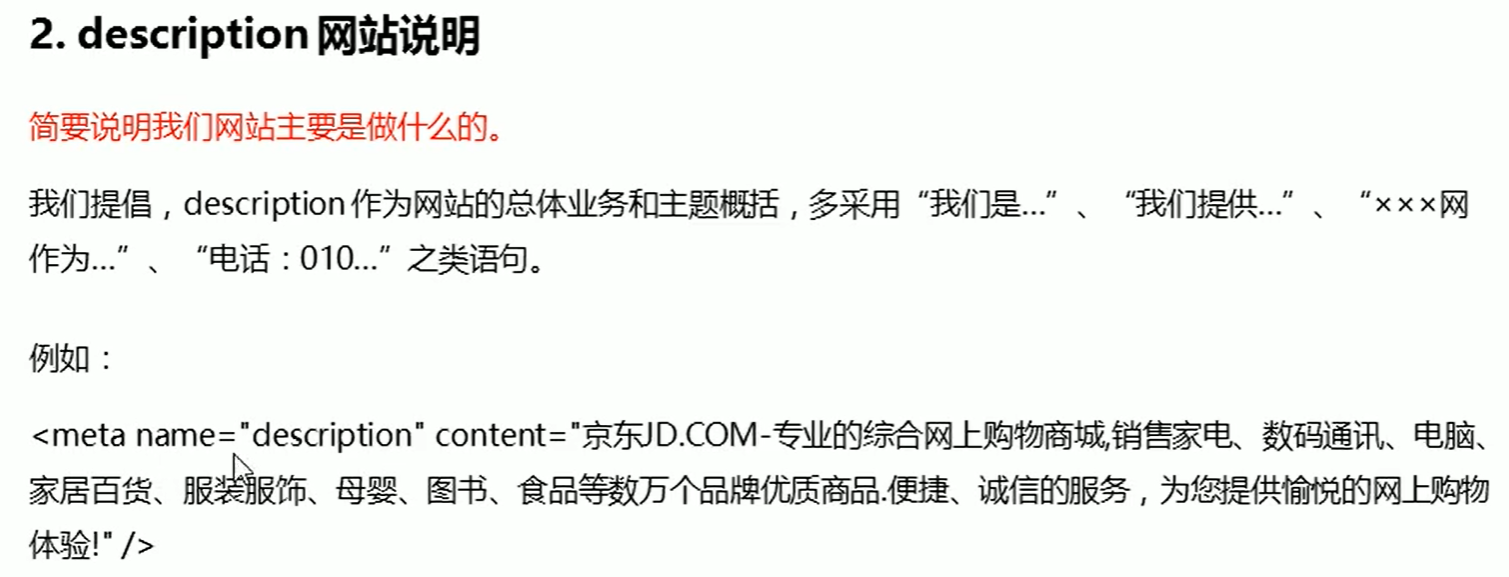 2. description 网站说明
简要说明我们网站主要是做什么的。
我们提倡，description 作为网站的总体业务和主题概括，多采用“我们是…”、“我们提供…”、“×××网
作为…”、“电话：010…”之类语句。
例如：
<meta name="description" content="京东JD.COM-专业的综合网上购物商城,销售家电、数码通讯、电脑、
家居百货、服装服饰、母婴、图书、食品等数万个品牌优质商品.便捷、诚信的服务，为您提供愉悦的网上购物
体验!" />